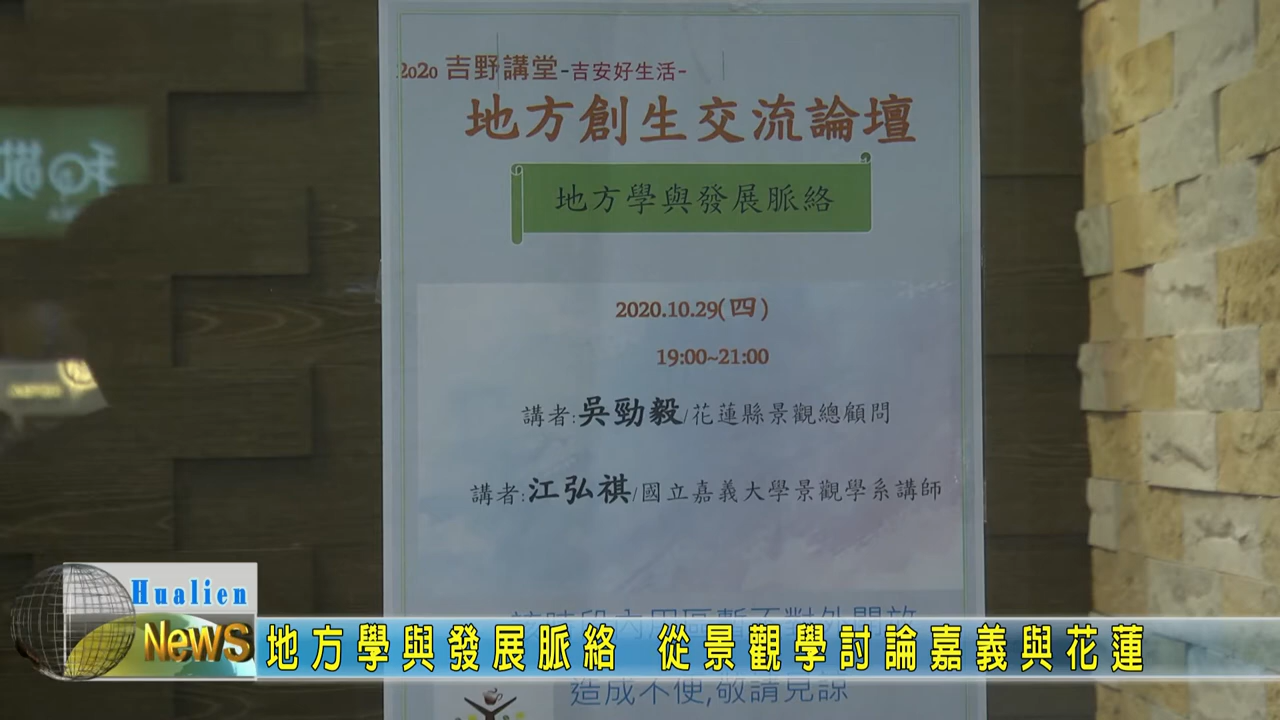 2020 吉野講堂-吉安好生活-
地方創生交流論壇
地方學與發展脈絡
2020.10.29(四)
19:00~21:00
講者:吳勁毅/花蓮縣景觀總顧問
講者:江弘祺/國立嘉義大學景觀學系講師
造成不便,敬請見諒
Hualien
News
地方學與發展脈絡 從景觀學討論嘉義與花蓮